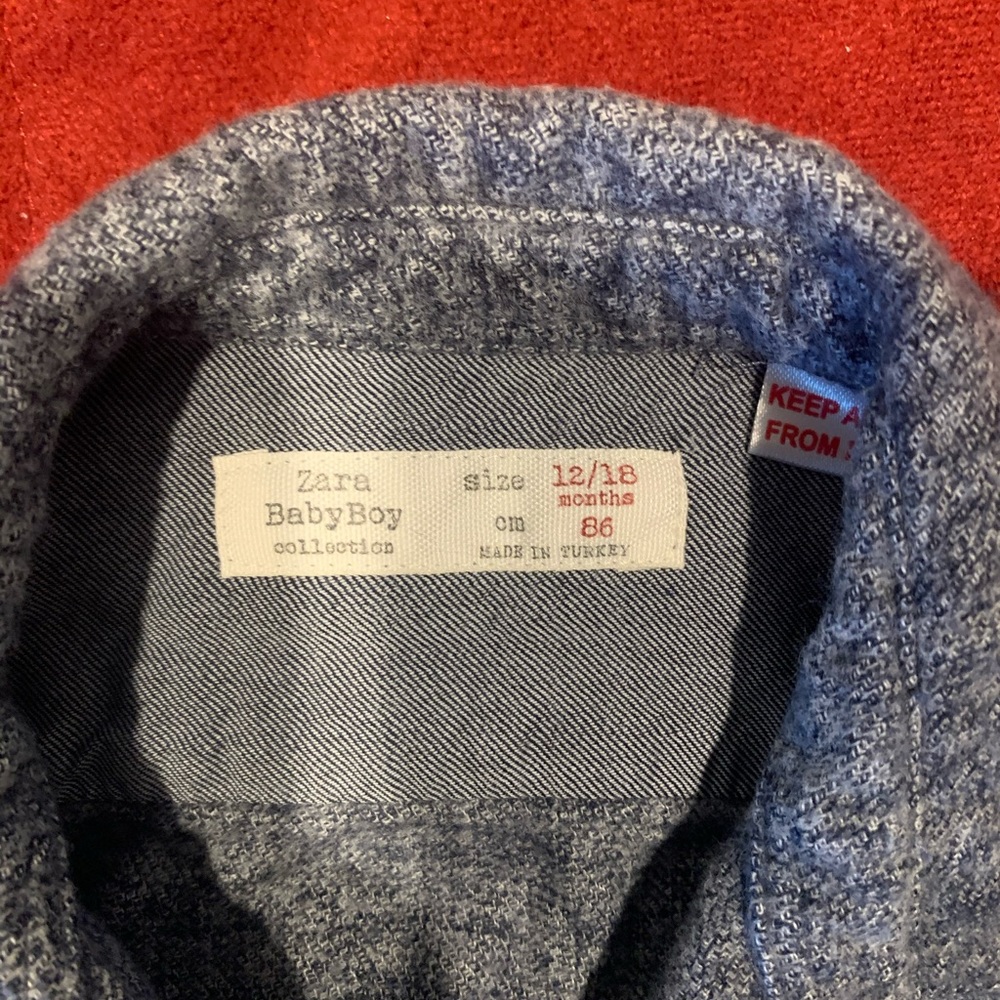 Zara
BabyBoy
collection
size 12/18
months
cm 86
MADE IN TURKEY
KEEP
FROM